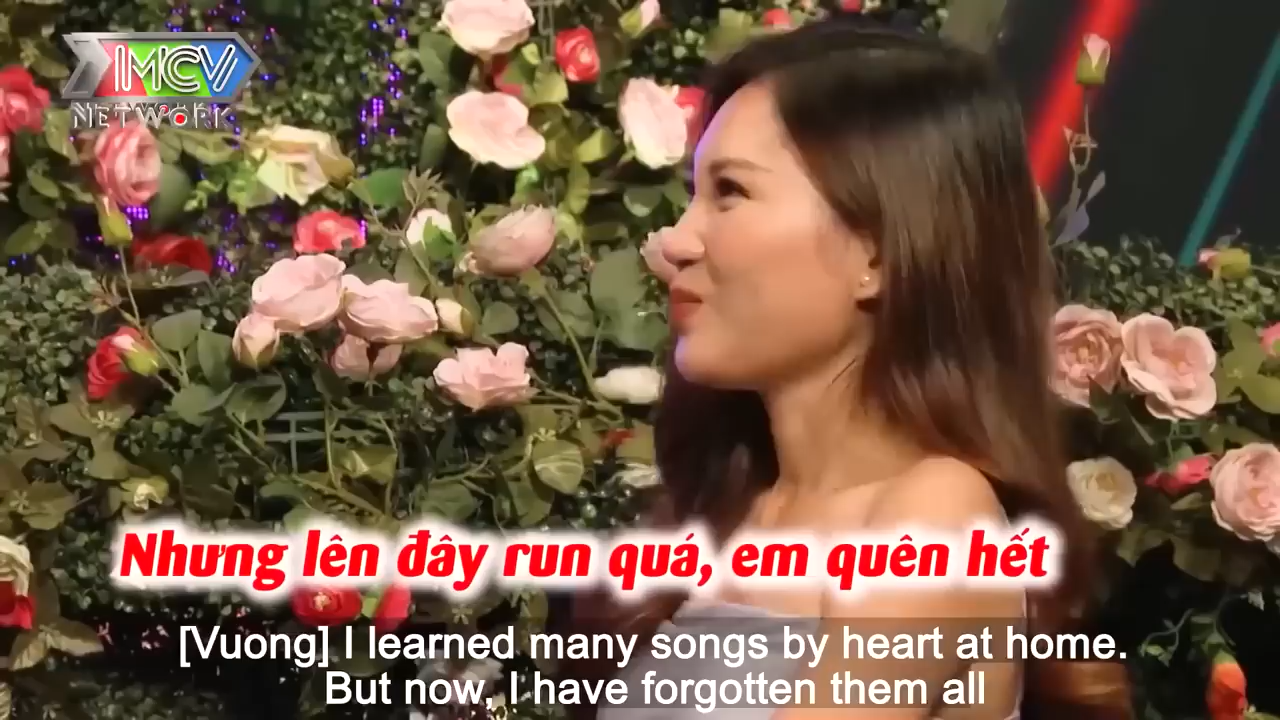 MCV
NETWORK
Nhưng lên đây run quá, em quên hết
[Vuong] I learned many songs by heart at home.
But now, I have forgotten them all